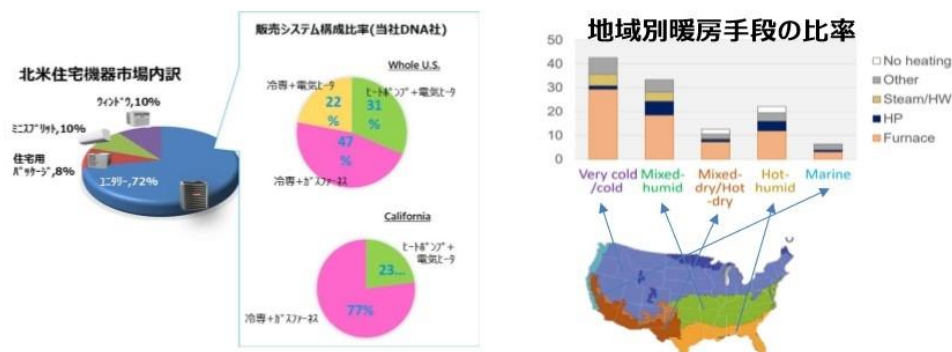 北米住宅機器市場内訳
ウィンドウ,10%
ミニスプリット,10%
住宅用
パッケージ,8%
ユニタリー,72%
販売システム構成比率(当社DNA社)
Whole U.S.
冷専+電気ヒータ
ヒートポンプ+電気ヒータ
22
%
31
%
47
%
冷専+ガスファーネス
California
ヒートポンプ+
電気ヒータ
23...
77%
冷専+ガスファーネス
地域別暖房手段の比率
50
40
30
20
10
0
No heating
Other
Steam/HW
HP
Furnace
Very cold
/cold
Mixed-
humid
Mixed-
dry/Hot
-dry
Hot-
humid
Marine